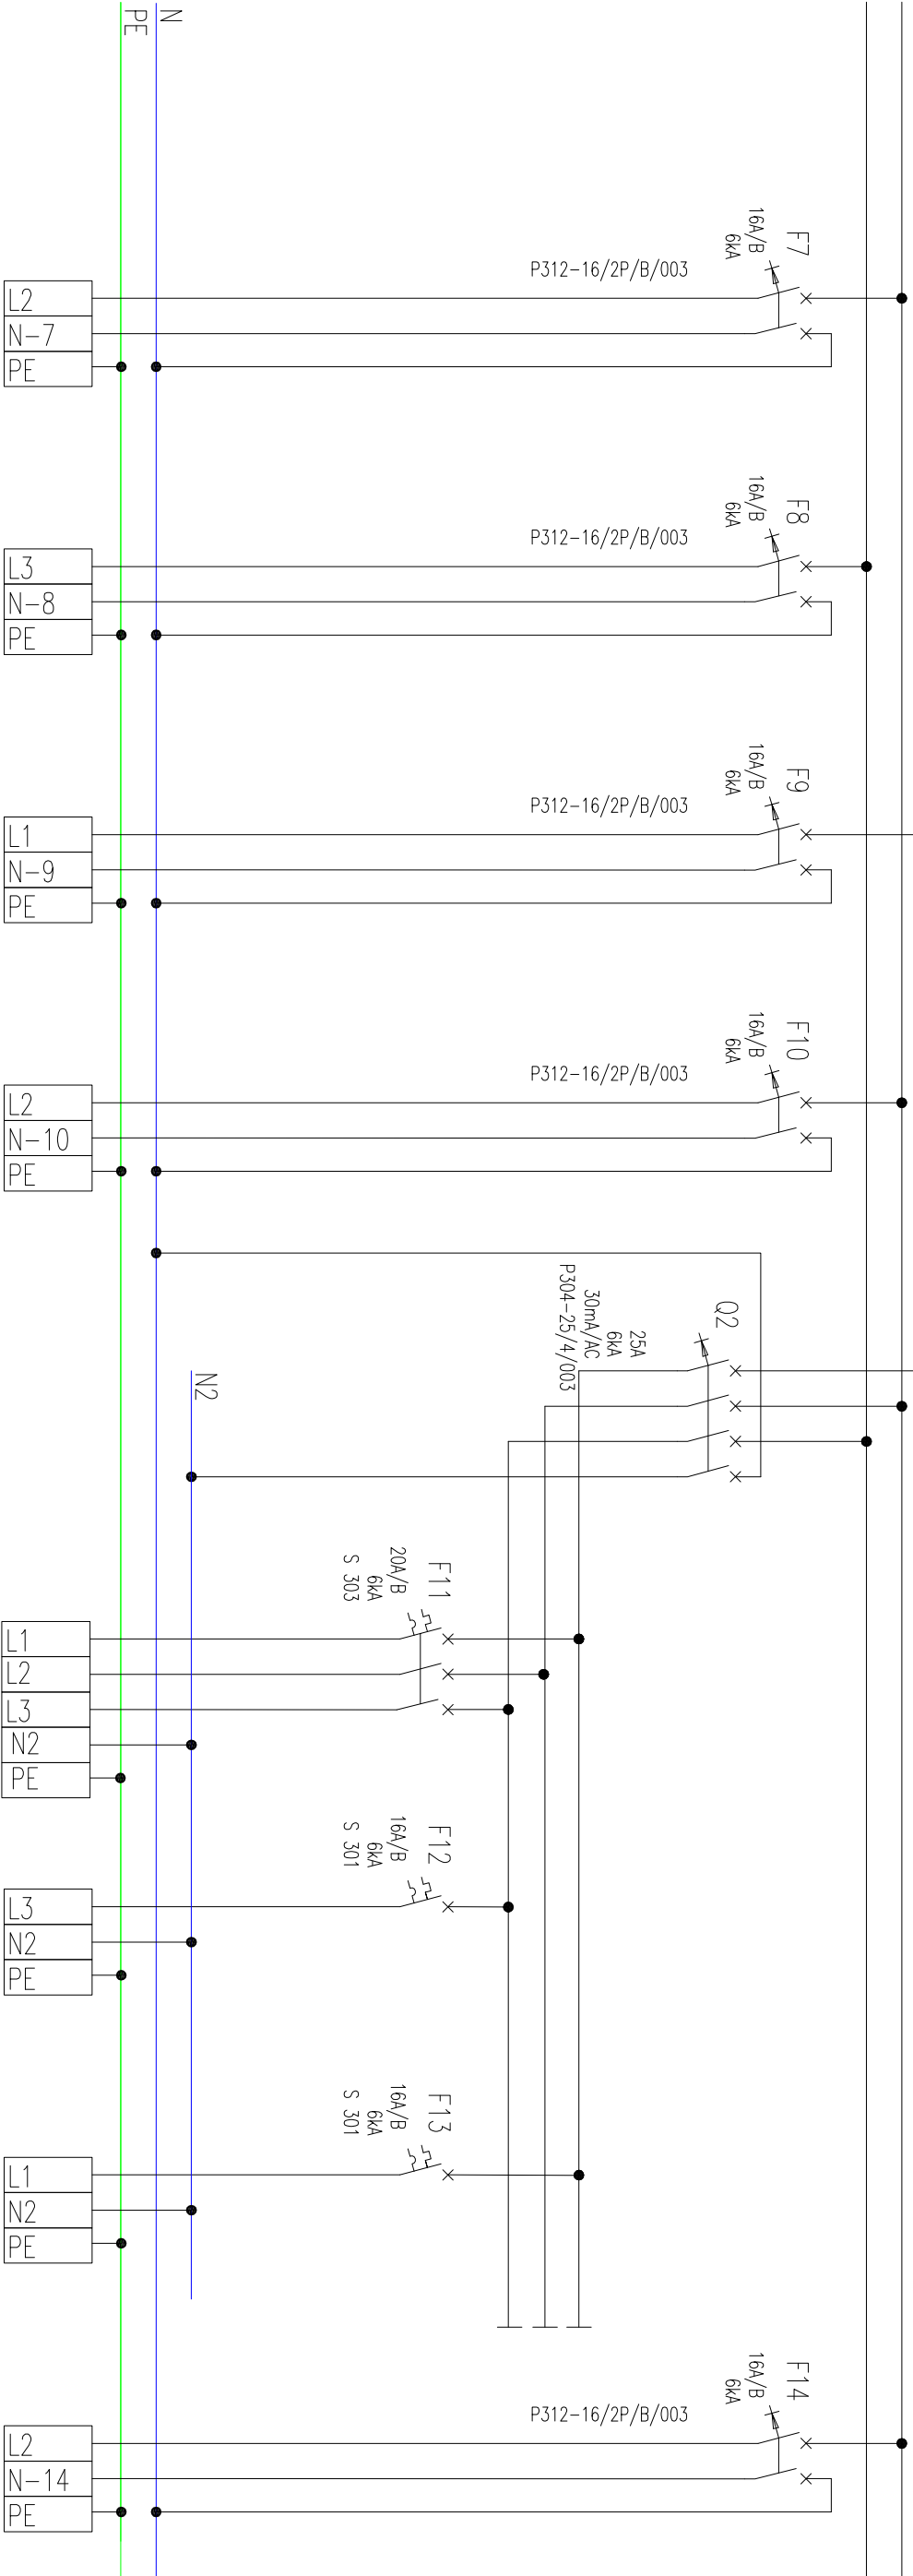 N
PE
F7
16A/B
6kA
P312-16/2P/B/003
L2
N-7
PE
F8
16A/B
6kA
P312-16/2P/B/003
L3
N-8
PE
F9
16A/B
6kA
P312-16/2P/B/003
L1
N-9
PE
F10
16A/B
6kA
P312-16/2P/B/003
L2
N-10
PE
Q2
25A
6kA
30mA/AC
P304-25/4/003
N2
F11
20A/B
6kA
S 303
L1
L2
L3
N2
PE
F12
16A/B
6kA
S 301
L3
N2
PE
F13
16A/B
6kA
S 301
L1
N2
PE
F14
16A/B
6kA
P312-16/2P/B/003
L2
N-14
PE